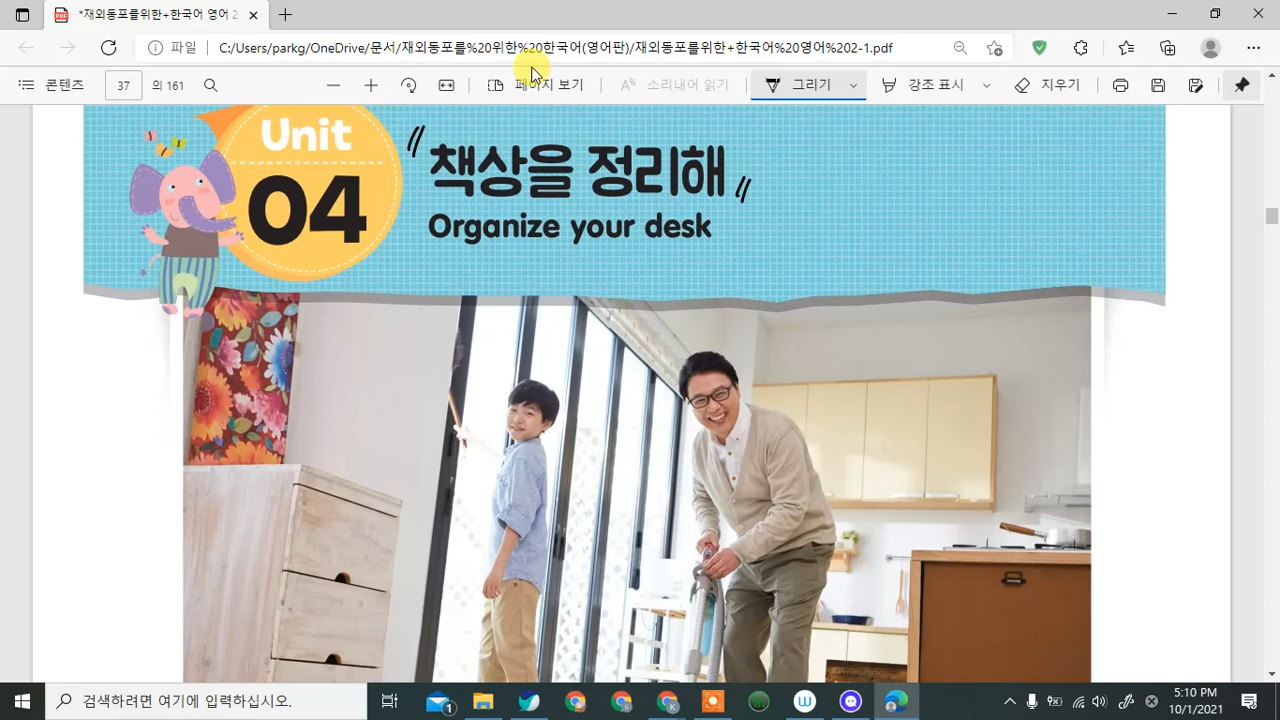 *재외동포를위한+한국어 영어 2
파일 C:/Users/parkg/OneDrive/문서/재외동포를%20위한%20한국어(영어판)/재외동포를위한+한국어%20영어%202-1.pdf
콘텐츠 37 의 161 페이지 보기 소리내어 읽기 그리기 강조 표시 지우기
Unit
04
"책상을 정리해"
Organize your desk
검색하려면 여기에 입력하십시오.
5:10 PM
10/1/2021